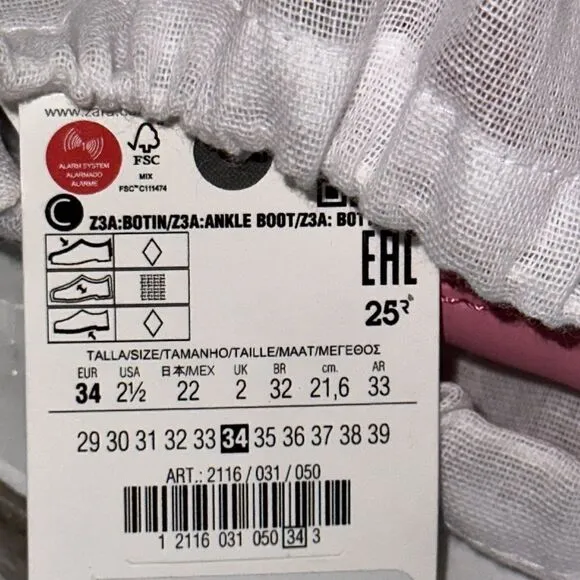 www.zara.
ALARM SYSTEM
ALARMADO
ALARME
FSC
MIX
FSC™ C111474
C
Z3A:BOTIN/Z3A:ANKLE BOOT/Z3A:
EAC
25
TALLA/SIZE/TAMANHO/TAILLE/MAAT/ΜΕΓΕΘΟΣ
EUR USA 日本/MEX UK BR cm. AR
34 2½ 22 2 32 21,6 33
29 30 31 32 33 34 35 36 37 38 39
ART.: 2116 / 031 / 050
1 2116 031 050 34 3